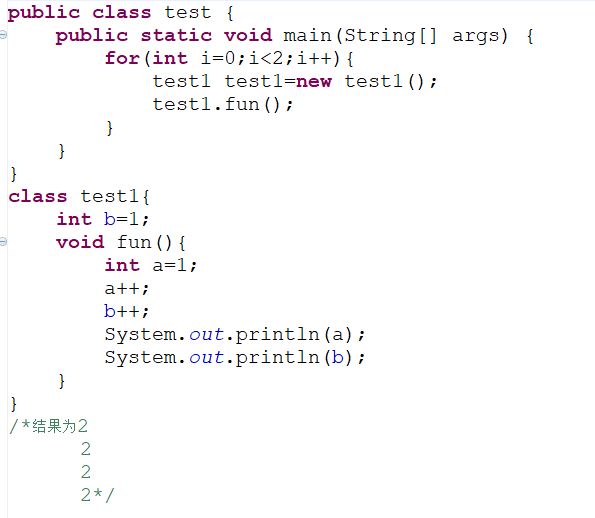 public class test {
    public static void main(String[] args) {
        for(int i=0;i<2;i++){
            test1 test1=new test1();
            test1.fun();
        }
    }
}
class test1{
    int b=1;
    void fun(){
        int a=1;
        a++;
        b++;
        System.out.println(a);
        System.out.println(b);
    }
}
/*结果为2
      2
      2
      2*/